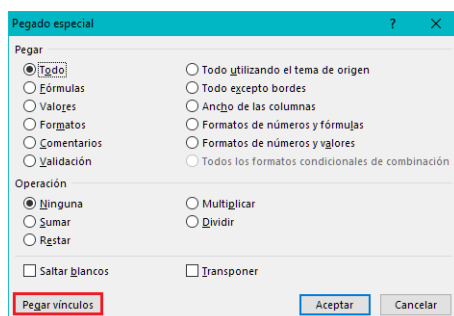 Pegado especial ? X
Pegar
Todo
Todo utilizando el tema de origen
Fórmulas
Todo excepto bordes
Valores
Ancho de las columnas
Formatos
Formatos de números y fórmulas
Comentarios
Formatos de números y valores
Validación
Todos los formatos condicionales de combinación
Operación
Ninguna
Multiplicar
Sumar
Dividir
Restar
Saltar blancos
Transponer
Pegar vínculos
Aceptar
Cancelar